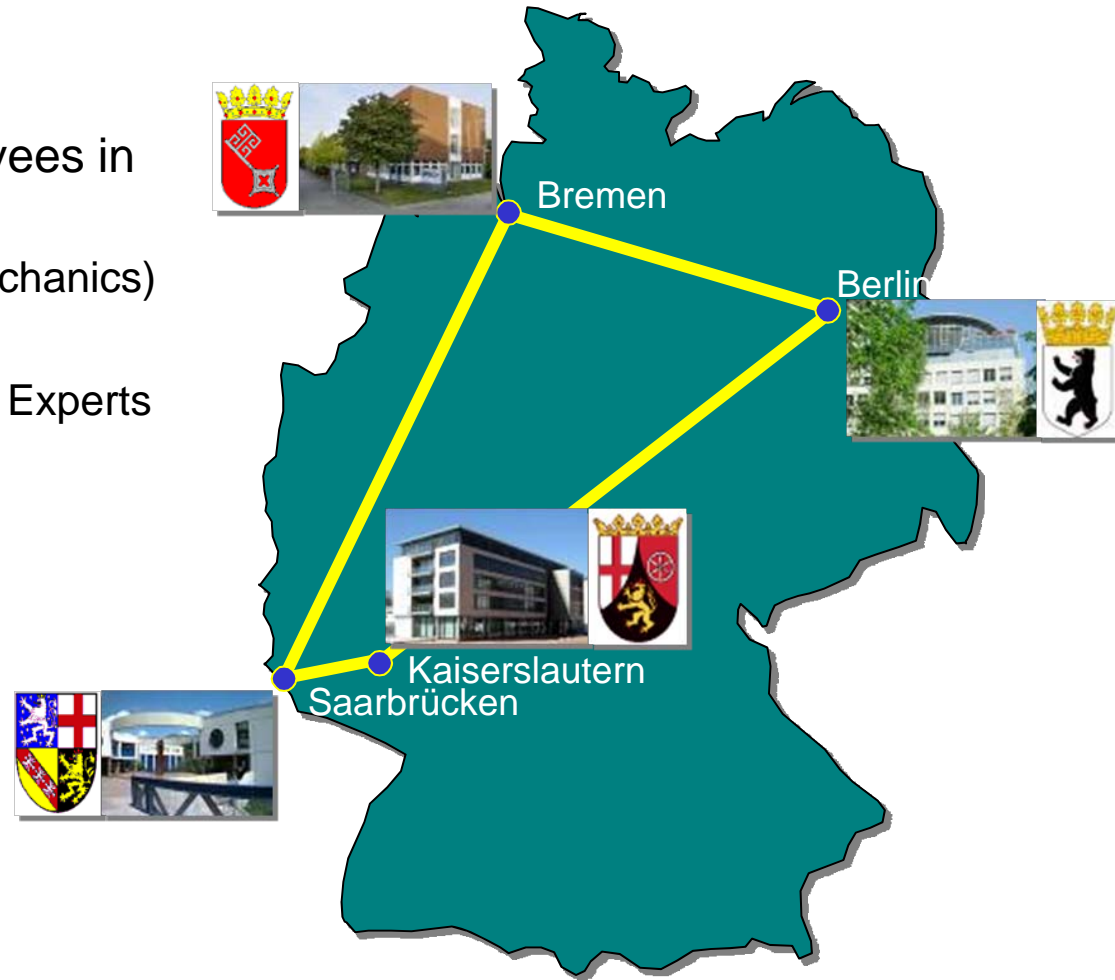 yees in
chanics)
Experts
Bremen
Berlin
Kaiserslautern
Saarbrücken